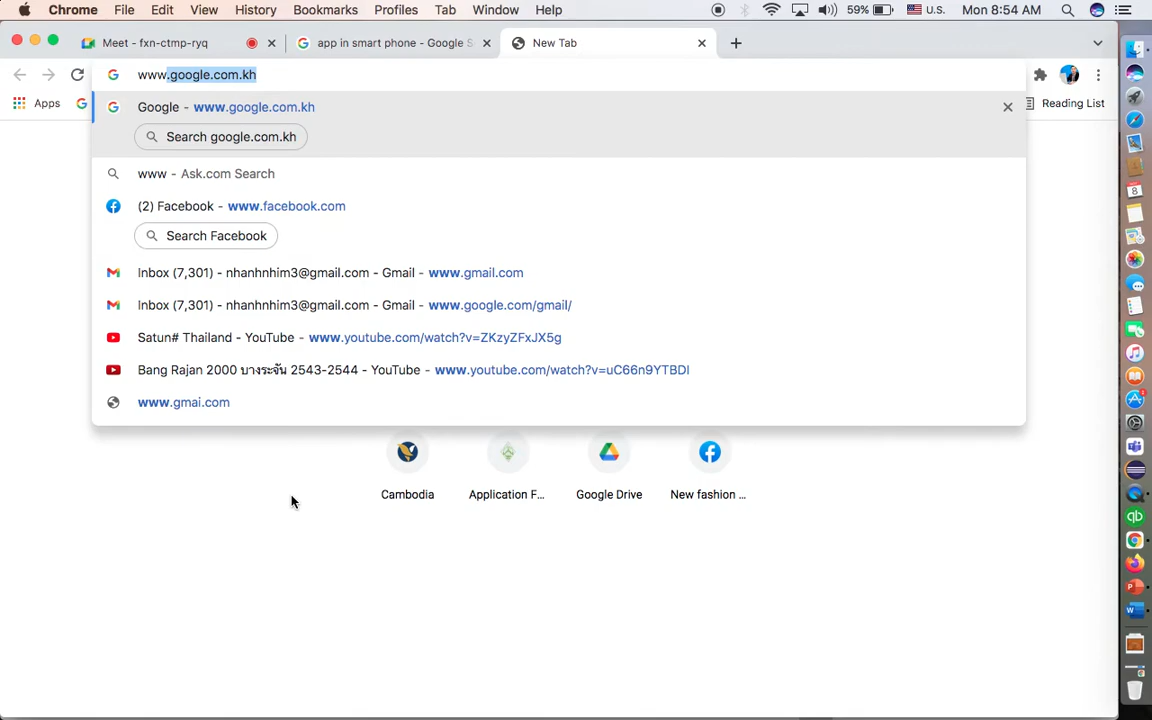 Chrome File Edit View History Bookmarks Profiles Tab Window Help 59% U.S. Mon 8:54 AM
Meet - fxn-ctmp-ryq app in smart phone - Google S New Tab
www.google.com.kh
Apps Reading List
Google - www.google.com.kh
Search google.com.kh
www - Ask.com Search
(2) Facebook - www.facebook.com
Search Facebook
Inbox (7,301) - nhanhnhim3@gmail.com - Gmail - www.gmail.com
Inbox (7,301) - nhanhnhim3@gmail.com - Gmail - www.google.com/gmail/
Satun# Thailand - YouTube - www.youtube.com/watch?v=ZKzyZFxJX5g
Bang Rajan 2000 บางระจัน 2543-2544 - YouTube - www.youtube.com/watch?v=uC66n9YTBDI
www.gmai.com
Cambodia Application F... Google Drive New fashion ...